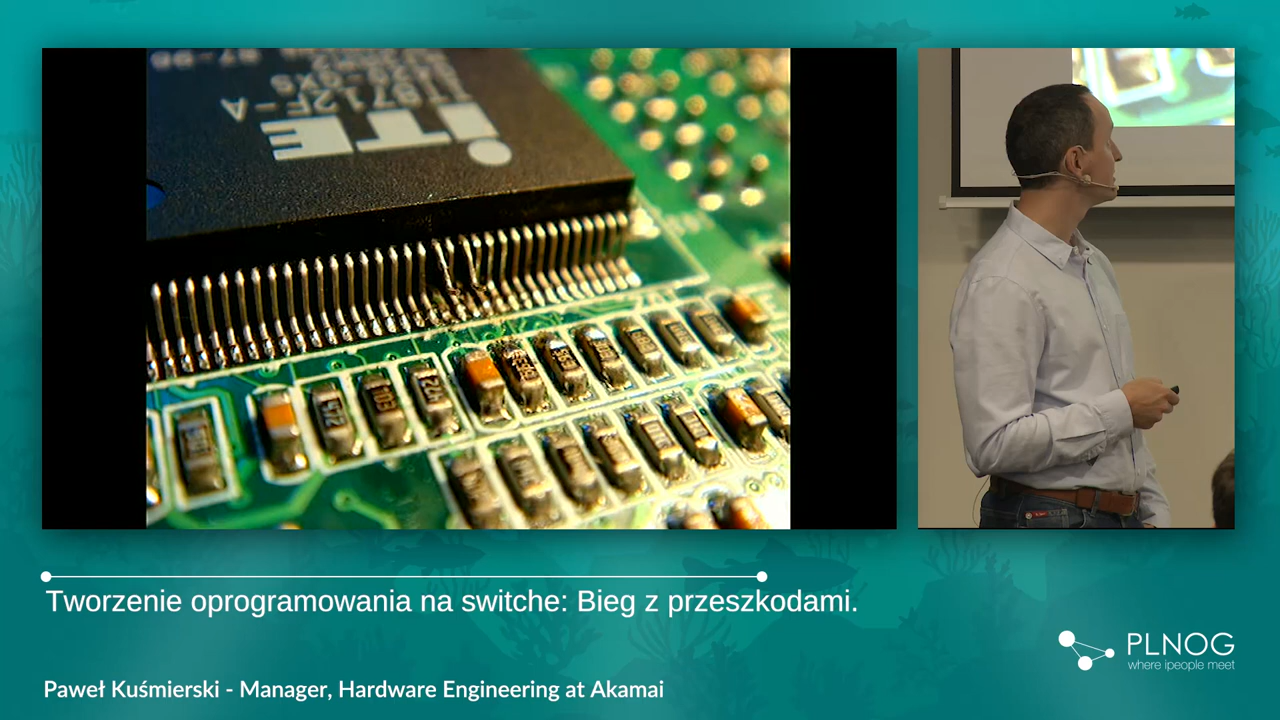 iTE
IT8712F-A
Tworzenie oprogramowania na switche: Bieg z przeszkodami.
PLNOG
where ipeople meet
Paweł Kuśmierski - Manager, Hardware Engineering at Akamai